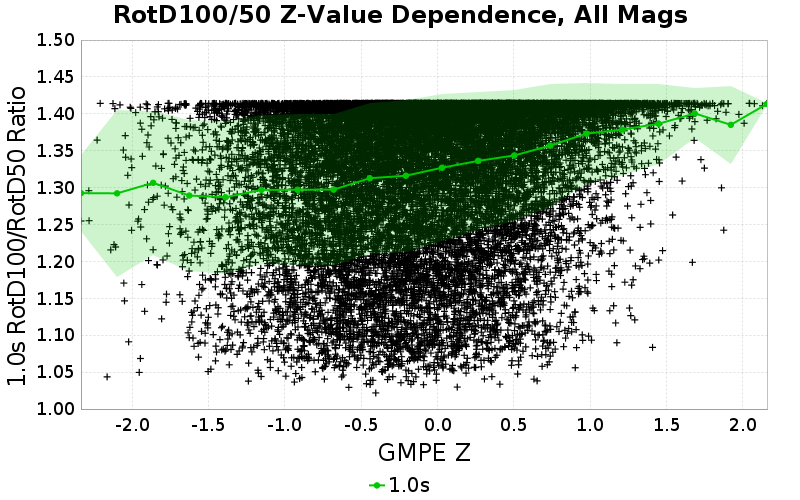 RotD100/50 Z-Value Dependence, All Mags
1.0s RotD100/RotD50 Ratio
1.50
1.45
1.40
1.35
1.30
1.25
1.20
1.15
1.10
1.05
1.00
-2.0 -1.5 -1.0 -0.5 0.0 0.5 1.0 1.5 2.0
GMPE Z
1.0s